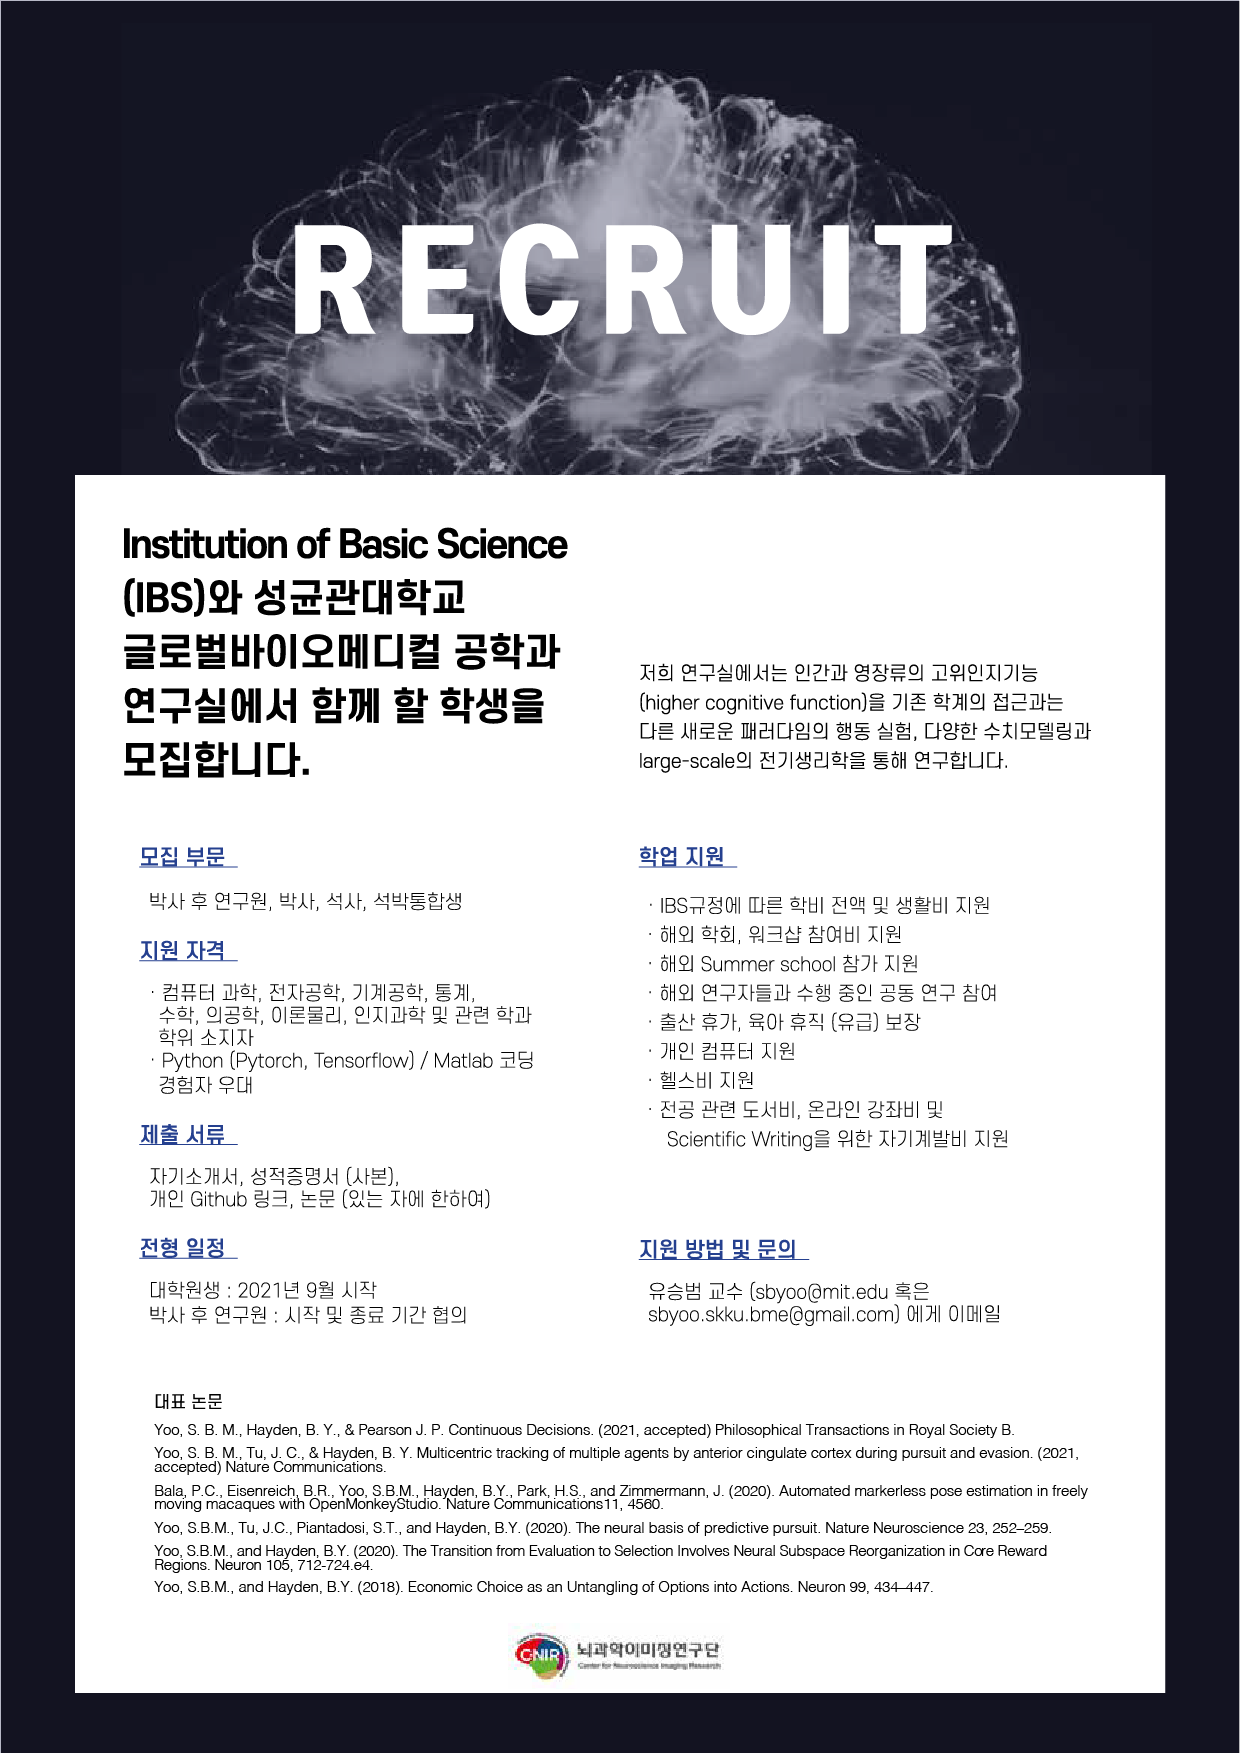 RECRUIT
Institution of Basic Science
(IBS)와 성균관대학교
글로벌바이오메디컬 공학과
연구실에서 함께 할 학생을
모집합니다.
저희 연구실에서는 인간과 영장류의 고위인지기능
(higher cognitive function)을 기존 학계의 접근과는
다른 새로운 패러다임의 행동 실험, 다양한 수치모델링과
large-scale의 전기생리학을 통해 연구합니다.
모집 부문
박사 후 연구원, 박사, 석사, 석박통합생
지원 자격
· 컴퓨터 과학, 전자공학, 기계공학, 통계,
수학, 의공학, 이론물리, 인지과학 및 관련 학과
학위 소지자
· Python (Pytorch, Tensorflow) / Matlab 코딩
경험자 우대
제출 서류
자기소개서, 성적증명서 (사본),
개인 Github 링크, 논문 (있는 자에 한하여)
전형 일정
대학원생 : 2021년 9월 시작
박사 후 연구원 : 시작 및 종료 기간 협의
학업 지원
· IBS규정에 따른 학비 전액 및 생활비 지원
· 해외 학회, 워크샵 참여비 지원
· 해외 Summer school 참가 지원
· 해외 연구자들과 수행 중인 공동 연구 참여
· 출산 휴가, 육아 휴직 (유급) 보장
· 개인 컴퓨터 지원
· 헬스비 지원
· 전공 관련 도서비, 온라인 강좌비 및
Scientific Writing을 위한 자기계발비 지원
지원 방법 및 문의
유승범 교수 (sbyoo@mit.edu 혹은
sbyoo.skku.bme@gmail.com) 에게 이메일
대표 논문
Yoo, S. B. M., Hayden, B. Y., & Pearson J. P. Continuous Decisions. (2021, accepted) Philosophical Transactions in Royal Society B.
Yoo, S. B. M., Tu, J. C., & Hayden, B. Y. Multicentric tracking of multiple agents by anterior cingulate cortex during pursuit and evasion. (2021,
accepted) Nature Communications.
Bala, P.C., Eisenreich, B.R., Yoo, S.B.M., Hayden, B.Y., Park, H.S., and Zimmermann, J. (2020). Automated markerless pose estimation in freely
moving macaques with OpenMonkeyStudio. Nature Communications11, 4560.
Yoo, S.B.M., Tu, J.C., Piantadosi, S.T., and Hayden, B.Y. (2020). The neural basis of predictive pursuit. Nature Neuroscience 23, 252–259.
Yoo, S.B.M., and Hayden, B.Y. (2020). The Transition from Evaluation to Selection Involves Neural Subspace Reorganization in Core Reward
Regions. Neuron 105, 712-724.e4.
Yoo, S.B.M., and Hayden, B.Y. (2018). Economic Choice as an Untangling of Options into Actions. Neuron 99, 434–447.
CNIR 뇌과학이미징연구단
Center for Neuroscience Imaging Research